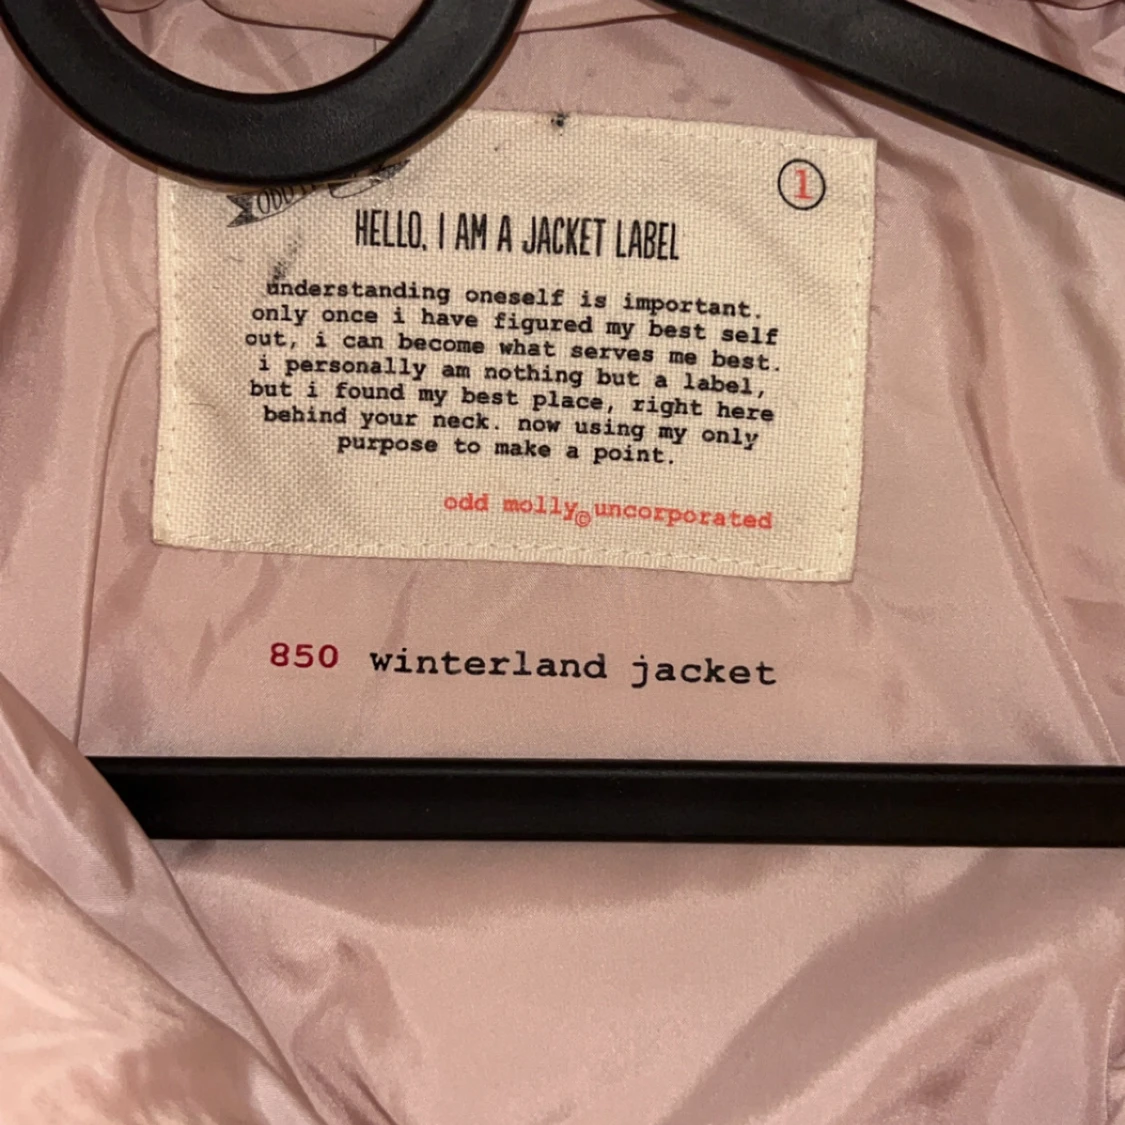 1
HELLO. I AM A JACKET LABEL
understanding oneself is important.
only once i have figured my best self
out, i can become what serves me best.
i personally am nothing but a label,
but i found my best place, right here
behind your neck. now using my only
purpose to make a point.
odd molly© uncorporated
850 winterland jacket